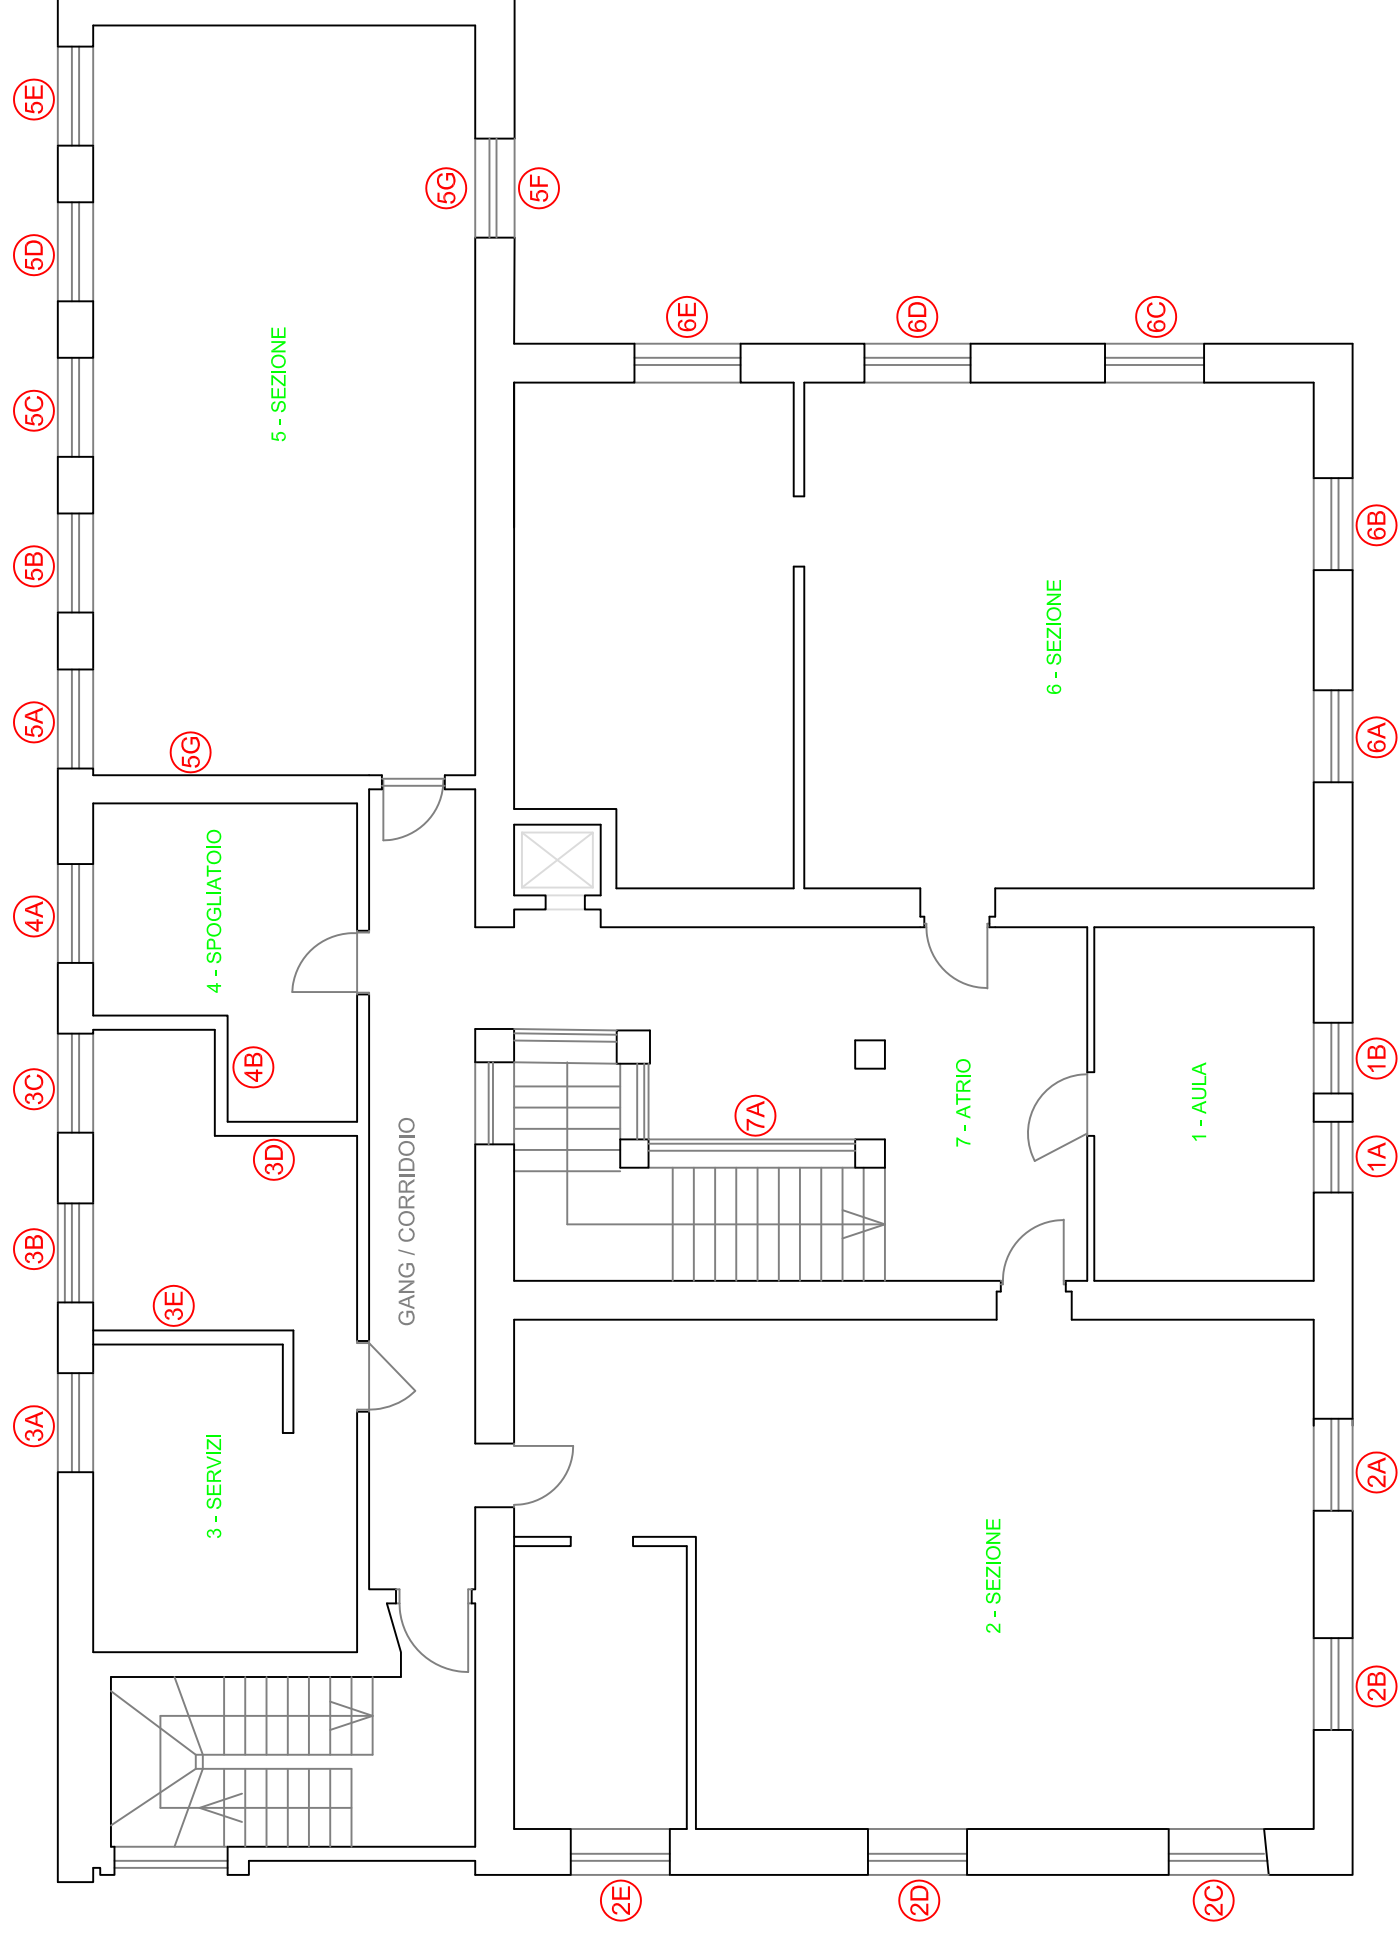 5E
5D
5C
5B
5A
4A
3C
3B
3A
5G
5F
5 - SEZIONE
5G
6E
6D
6C
6B
6A
6 - SEZIONE
4 - SPOGLIATOIO
4B
3D
3E
3 - SERVIZI
GANG / CORRIDOIO
7A
7 - ATRIO
1 - AULA
1B
1A
2 - SEZIONE
2A
2B
2E
2D
2C